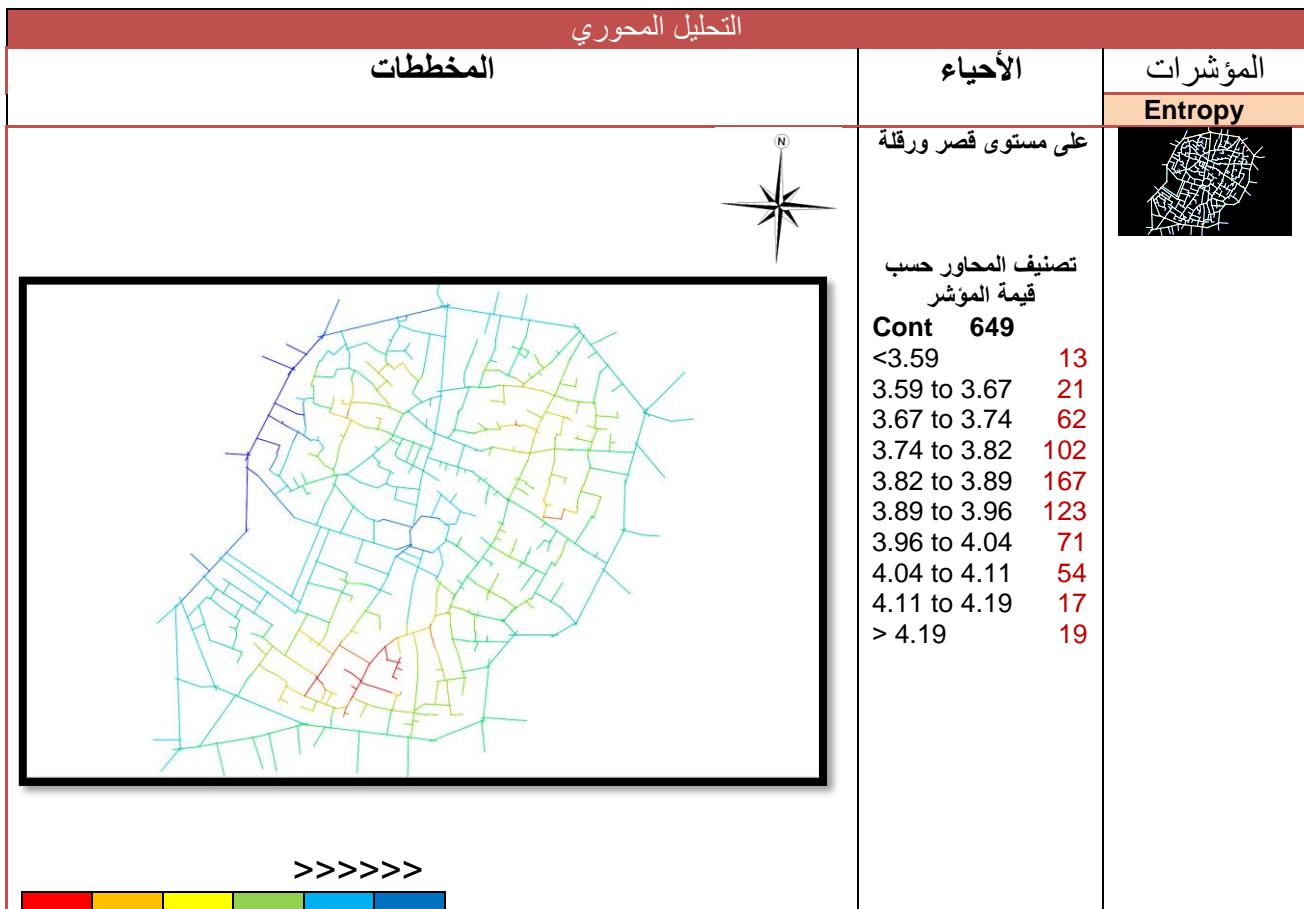 التحليل المحوري
المؤشرات
الأحياء
المخططات
Entropy
على مستوى قصر ورقلة
تصنيف المحاور حسب
قيمة المؤشر
Cont 649
<3.59 13
3.59 to 3.67 21
3.67 to 3.74 62
3.74 to 3.82 102
3.82 to 3.89 167
3.89 to 3.96 123
3.96 to 4.04 71
4.04 to 4.11 54
4.11 to 4.19 17
> 4.19 19
N
>>>>>>